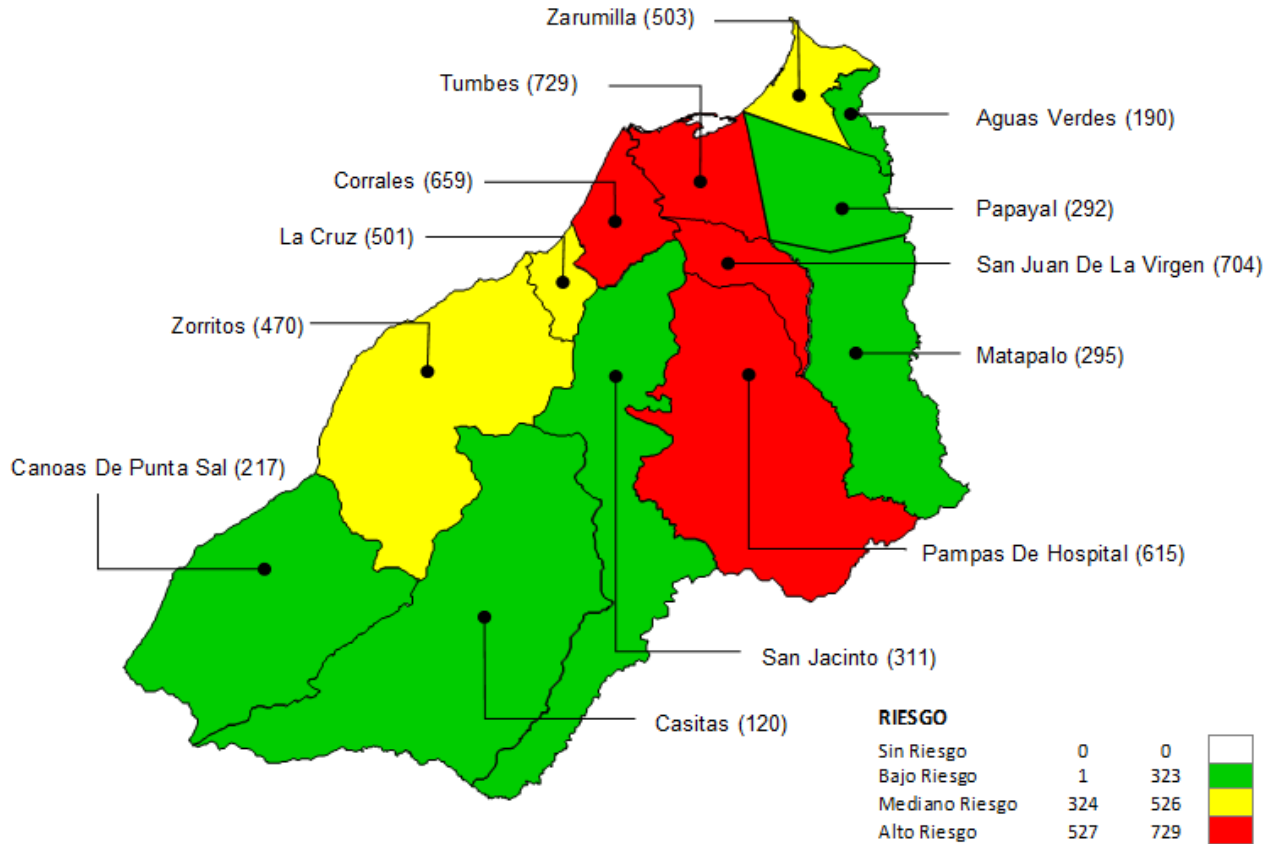 Zarumilla (503)
Tumbes (729)
Aguas Verdes (190)
Corrales (659)
Papayal (292)
La Cruz (501)
San Juan De La Virgen (704)
Zorritos (470)
Matapalo (295)
Canoas De Punta Sal (217)
Pampas De Hospital (615)
San Jacinto (311)
Casitas (120)
RIESGO
Sin Riesgo 0 0
Bajo Riesgo 1 323
Mediano Riesgo 324 526
Alto Riesgo 527 729